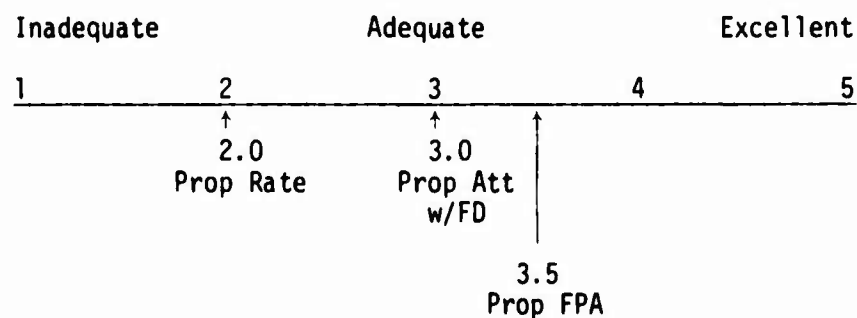 Inadequate Adequate Excellent
1 2 3 4 5
2.0 3.0
Prop Rate Prop Att
w/FD
3.5
Prop FPA